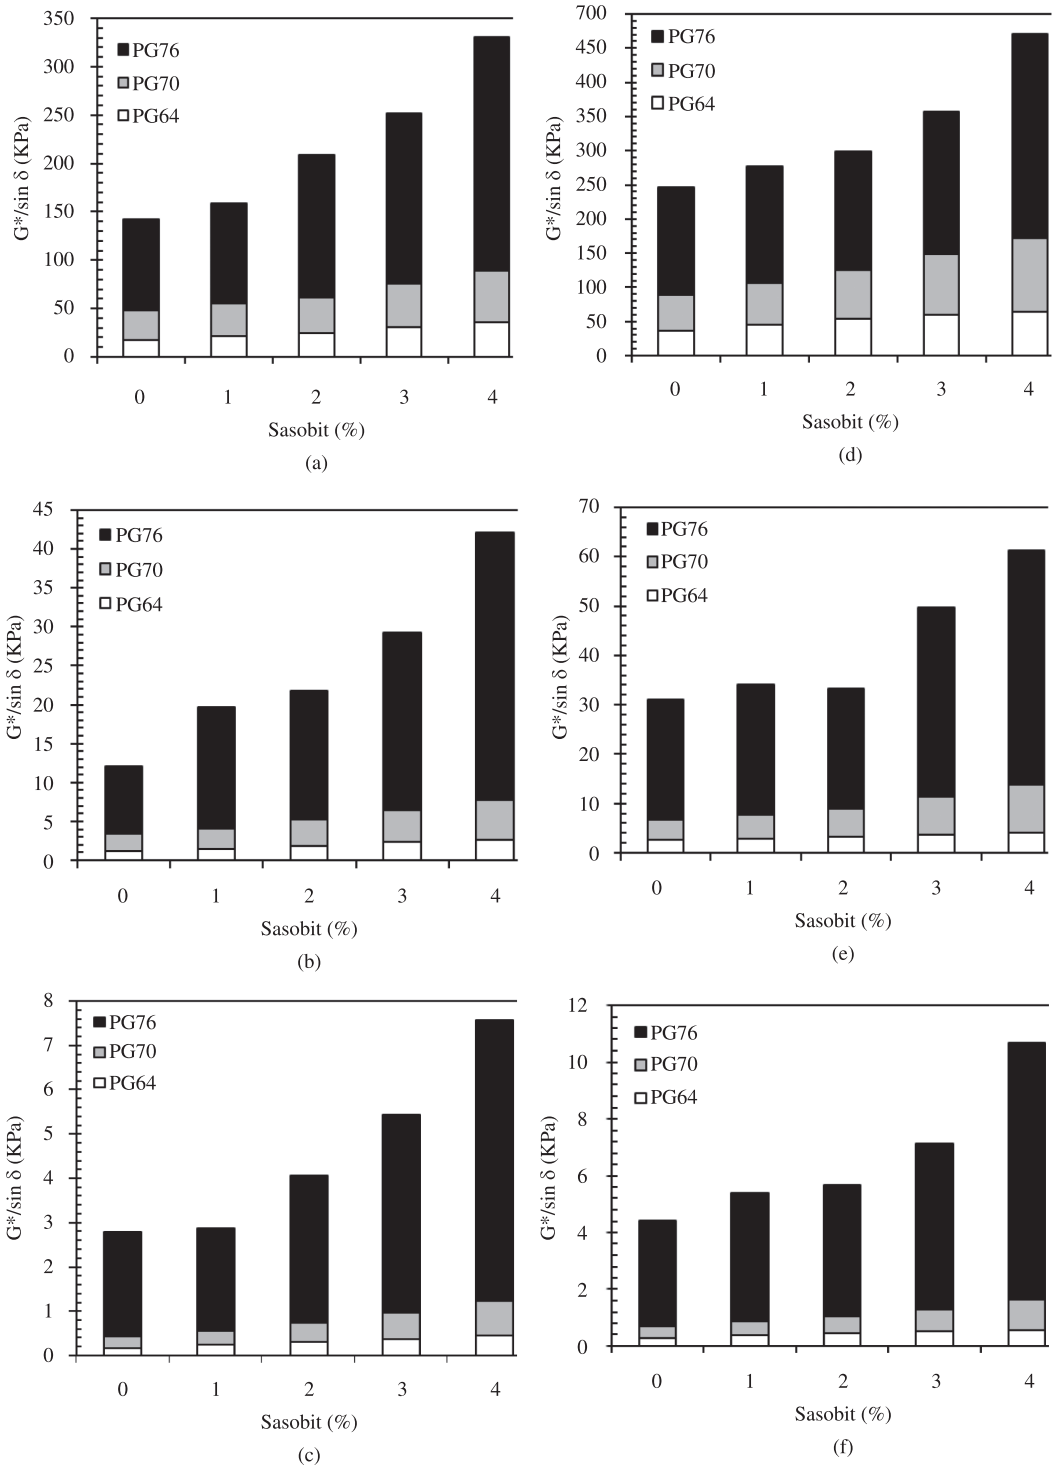 350
300
250
200
150
100
50
0
G*/sin δ (KPa)
PG76
PG70
PG64
0 1 2 3 4
Sasobit (%)
(a)
700
450
400
350
300
250
200
150
100
50
0
G*/sin δ (KPa)
PG76
PG70
PG64
0 1 2 3 4
Sasobit (%)
(d)
45
40
35
30
25
20
15
10
5
0
G*/sin δ (KPa)
PG76
PG70
PG64
0 1 2 3 4
Sasobit (%)
(b)
70
60
50
40
30
20
10
0
G*/sin δ (KPa)
PG76
PG70
PG64
0 1 2 3 4
Sasobit (%)
(e)
8
7
6
5
4
3
2
1
0
G*/sin δ (KPa)
PG76
PG70
PG64
0 1 2 3 4
Sasobit (%)
(c)
12
10
8
6
4
2
0
G*/sin δ (KPa)
PG76
PG70
PG64
0 1 2 3 4
Sasobit (%)
(f)